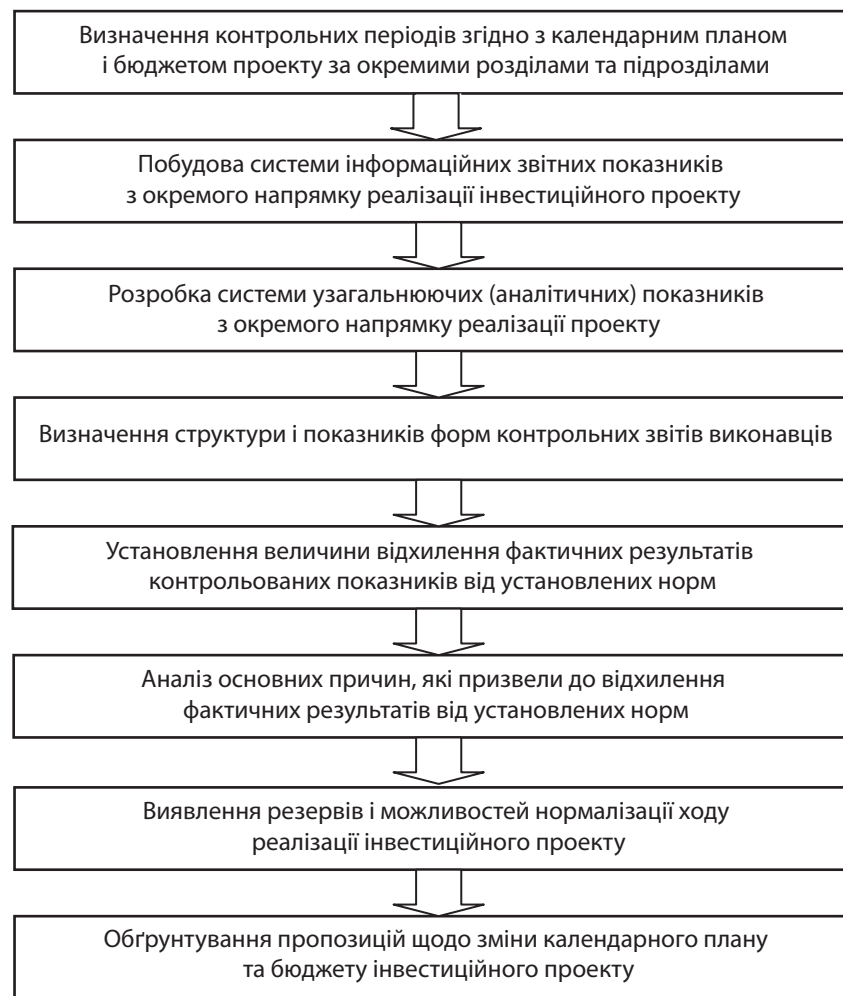 Визначення контрольних періодів згідно з календарним планом
і бюджетом проекту за окремими розділами та підрозділами
Побудова системи інформаційних звітних показників
з окремого напрямку реалізації інвестиційного проекту
Розробка системи узагальнюючих (аналітичних) показників
з окремого напрямку реалізації проекту
Визначення структури і показників форм контрольних звітів виконавців
Установлення величини відхилення фактичних результатів
контрольованих показників від установлених норм
Аналіз основних причин, які призвели до відхилення
фактичних результатів від установлених норм
Виявлення резервів і можливостей нормалізації ходу
реалізації інвестиційного проекту
Обґрунтування пропозицій щодо зміни календарного плану
та бюджету інвестиційного проекту